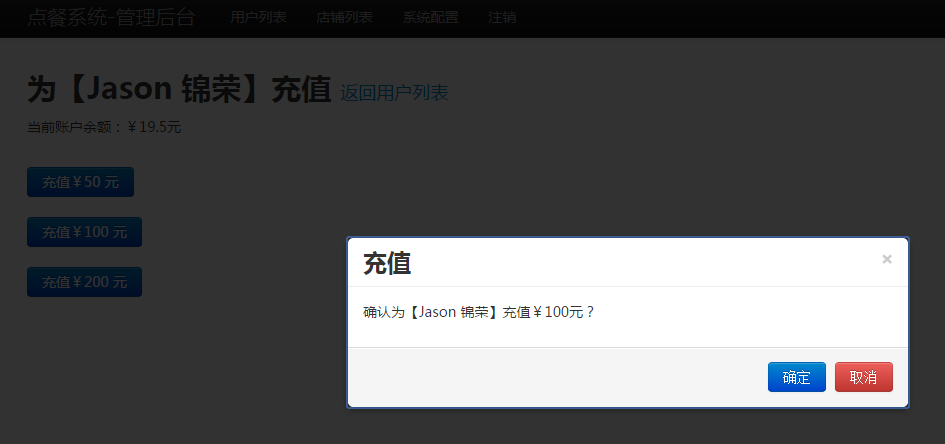 点餐系统-管理后台 用户列表 店铺列表 系统配置 注销
为【Jason 锦荣】充值 返回用户列表
当前账户余额：￥19.5元
充值￥50 元
充值￥100 元
充值￥200 元
充值 ×
确认为【Jason 锦荣】充值￥100元？
确定 取消